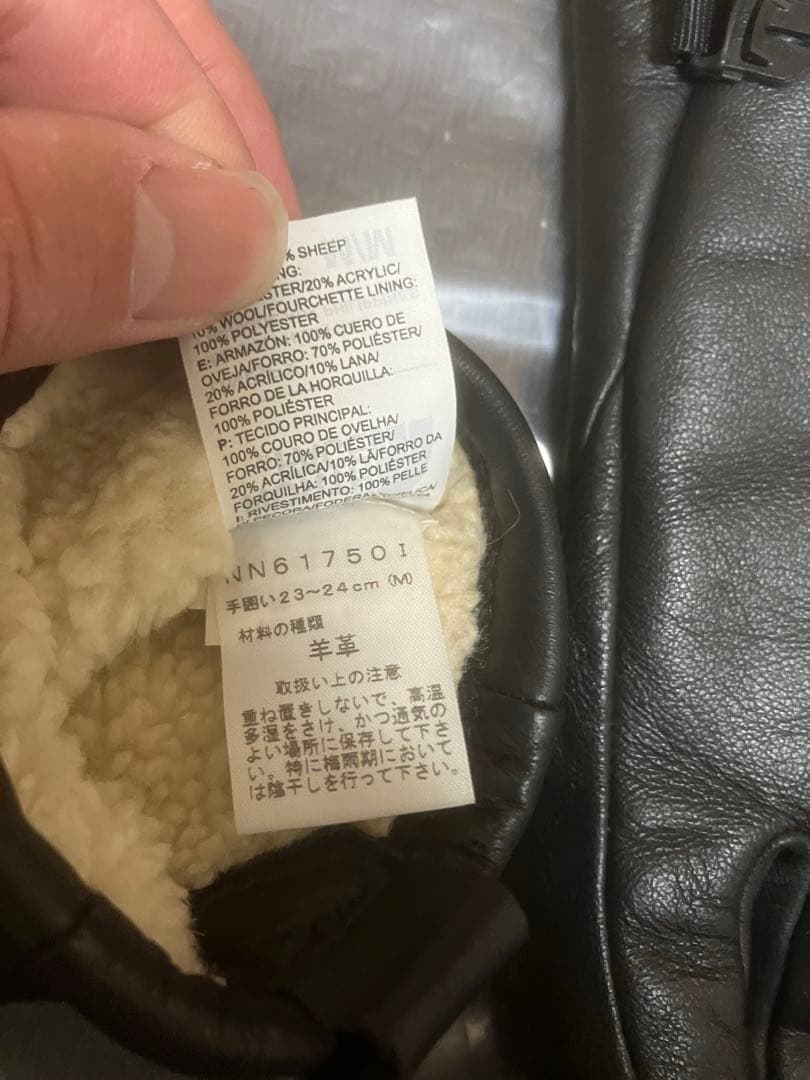 % SHEEP
NG:
STER/20% ACRYLIC/
10% WOOL/FOURCHETTE LINING:
100% POLYESTER
E: ARMAZÓN: 100% CUERO DE
OVEJA/FORRO: 70% POLIÉSTER/
20% ACRÍLICO/10% LANA/
FORRO DE LA HORQUILLA:
100% POLIÉSTER
P: TECIDO PRINCIPAL:
100% COURO DE OVELHA/
FORRO: 70% POLIÉSTER/
20% ACRÍLICA/10% LÃ/FORRO DA
FORQUILHA: 100% POLIÉSTER
I: RIVESTIMENTO: 100% PELLE
NN61750I
手囲い23～24cm (M)
材料の種類
羊革
取扱い上の注意
重ね置きしないで、高温
多湿をさけ、かつ通気の
よい場所に保存して下さ
い。特に梅雨期において
は陰干しを行って下さい。